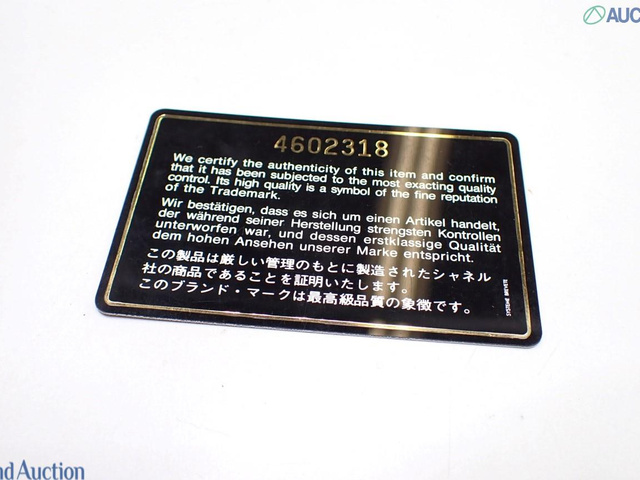 AUC
4602318
We certify the authenticity of this item and confirm
that it has been subjected to the most exacting quality
control. Its high quality is a symbol of the fine reputation
of the Trademark.
Wir bestätigen, dass es sich um einen Artikel handelt,
der während seiner Herstellung strengsten Kontrollen
unterworfen war, und dessen erstklassige Qualität
dem hohen Ansehen unserer Marke entspricht.
この製品は厳しい管理のもとに製造されたシャネル
社の商品であることを証明いたします。
このブランド・マークは最高級品質の象徴です。
SYSTEME BREVETE
nd Auction